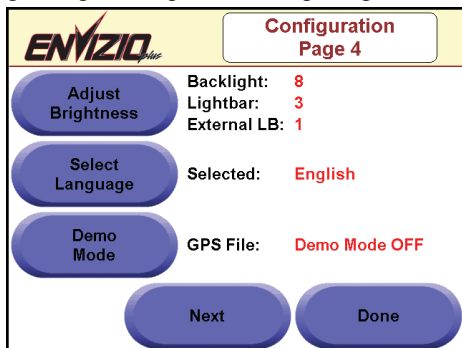 ENVIZIO plus
Configuration
Page 4
Adjust
Brightness
Backlight: 8
Lightbar: 3
External LB: 1
Select
Language
Selected: English
Demo
Mode
GPS File: Demo Mode OFF
Next
Done